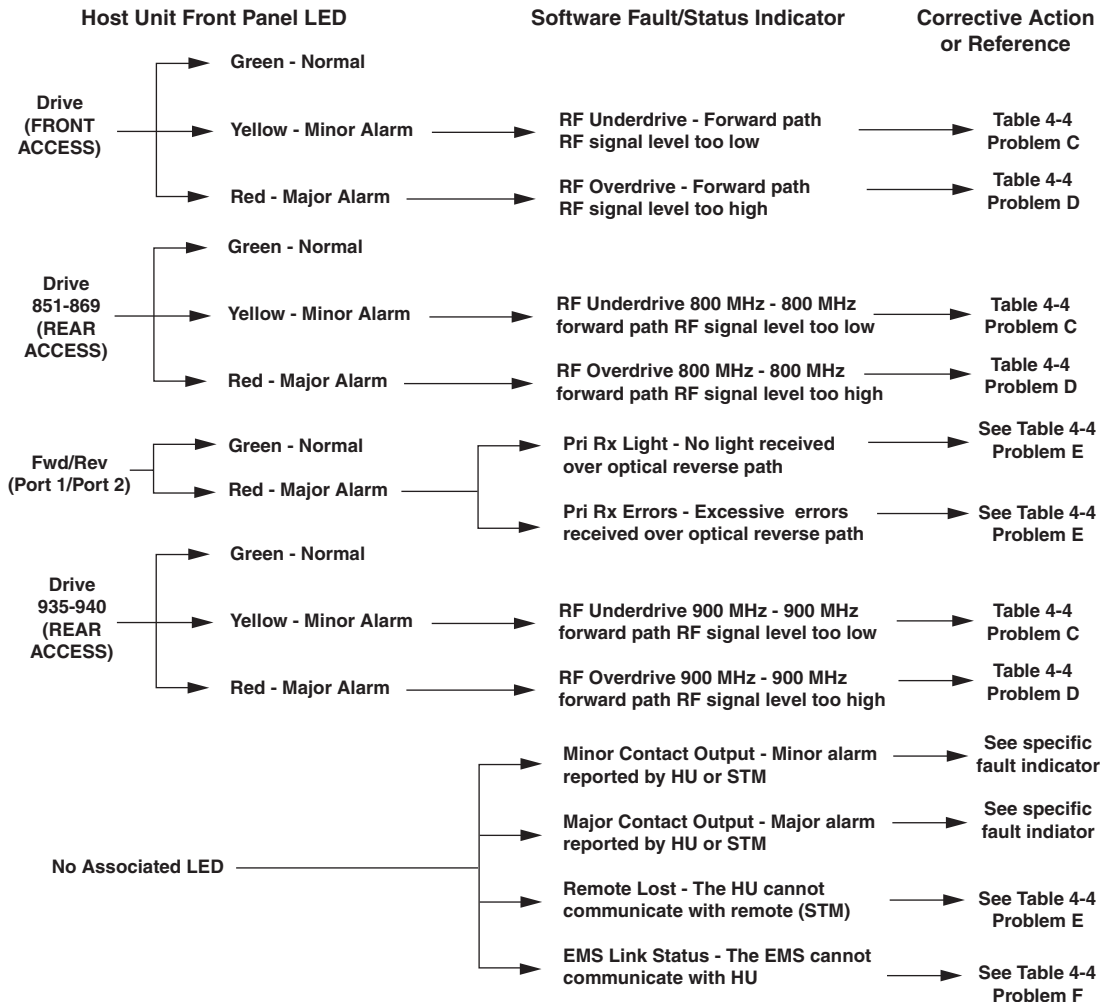 Host Unit Front Panel LED
Software Fault/Status Indicator
Corrective Action
or Reference
Drive
(FRONT
ACCESS)
Green - Normal
Yellow - Minor Alarm
RF Underdrive - Forward path
RF signal level too low
Table 4-4
Problem C
Red - Major Alarm
RF Overdrive - Forward path
RF signal level too high
Table 4-4
Problem D
Drive
851-869
(REAR
ACCESS)
Green - Normal
Yellow - Minor Alarm
RF Underdrive 800 MHz - 800 MHz
forward path RF signal level too low
Table 4-4
Problem C
Red - Major Alarm
RF Overdrive 800 MHz - 800 MHz
forward path RF signal level too high
Table 4-4
Problem D
Fwd/Rev
(Port 1/Port 2)
Green - Normal
Red - Major Alarm
Pri Rx Light - No light received
over optical reverse path
See Table 4-4
Problem E
Pri Rx Errors - Excessive errors
received over optical reverse path
See Table 4-4
Problem E
Drive
935-940
(REAR
ACCESS)
Green - Normal
Yellow - Minor Alarm
RF Underdrive 900 MHz - 900 MHz
forward path RF signal level too low
Table 4-4
Problem C
Red - Major Alarm
RF Overdrive 900 MHz - 900 MHz
forward path RF signal level too high
Table 4-4
Problem D
No Associated LED
Minor Contact Output - Minor alarm
reported by HU or STM
See specific
fault indicator
Major Contact Output - Major alarm
reported by HU or STM
See specific
fault indiator
Remote Lost - The HU cannot
communicate with remote (STM)
See Table 4-4
Problem E
EMS Link Status - The EMS cannot
communicate with HU
See Table 4-4
Problem F